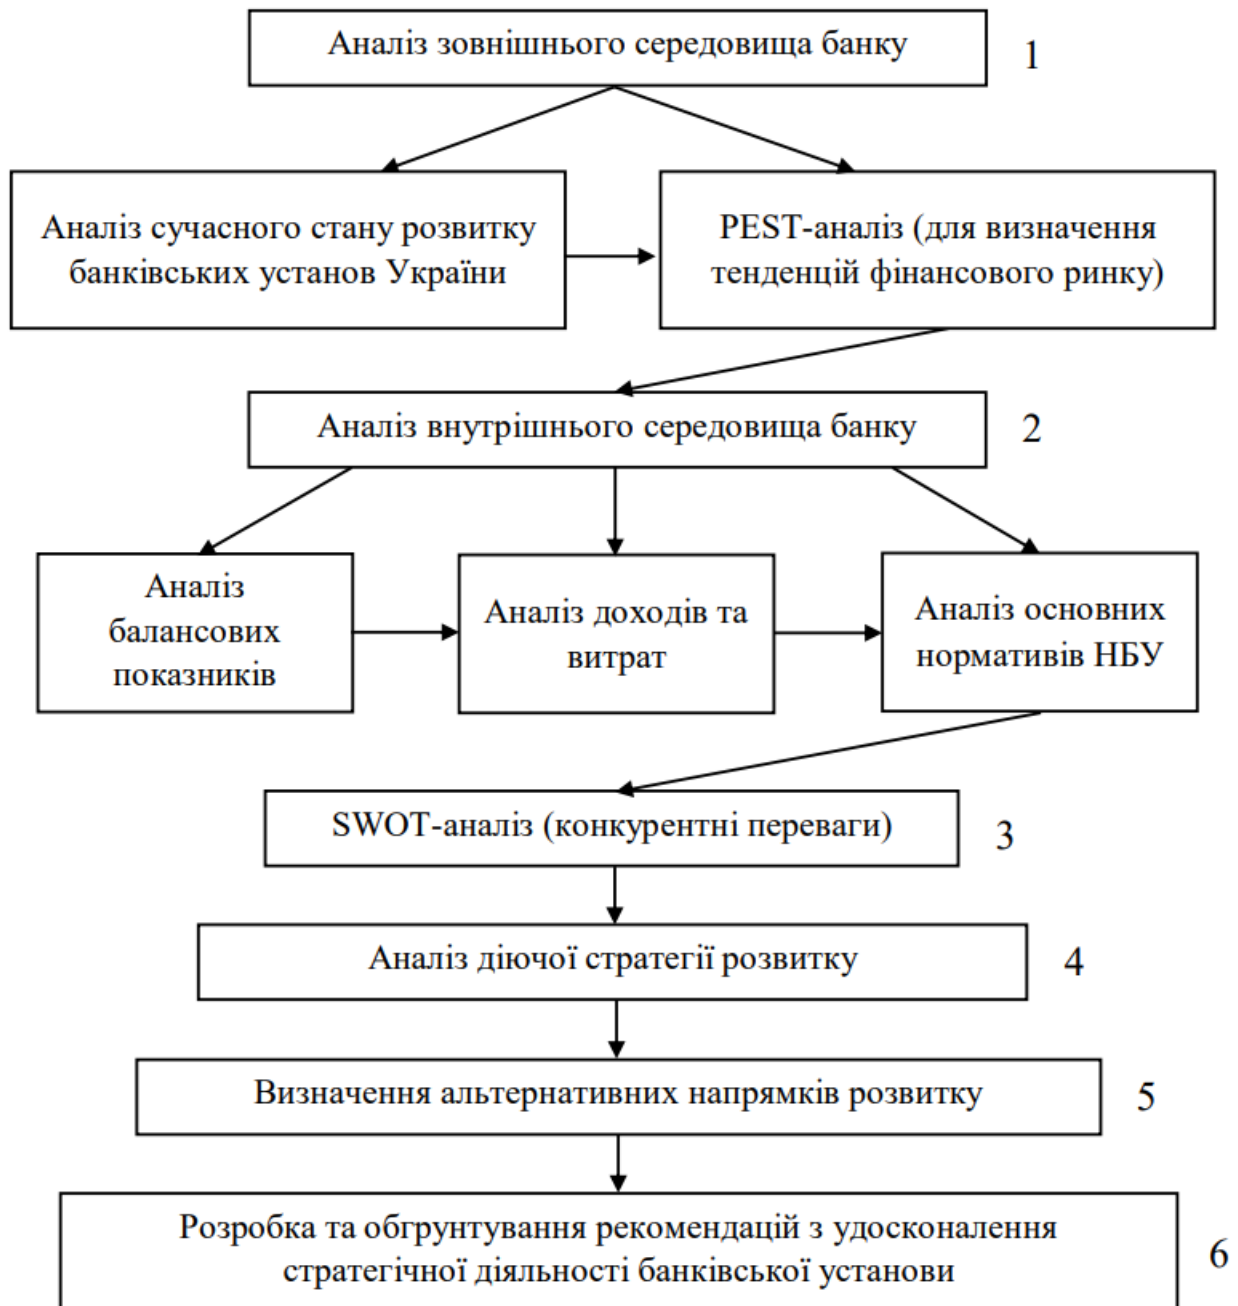 Аналіз зовнішнього середовища банку
1
Аналіз сучасного стану розвитку
банківських установ України
PEST-аналіз (для визначення
тенденцій фінансового ринку)
Аналіз внутрішнього середовища банку
2
Аналіз
балансових
показників
Аналіз доходів та
витрат
Аналіз основних
нормативів НБУ
SWOT-аналіз (конкурентні переваги)
3
Аналіз діючої стратегії розвитку
4
Визначення альтернативних напрямків розвитку
5
Розробка та обгрунтування рекомендацій з удосконалення
стратегічної діяльності банківської установи
6